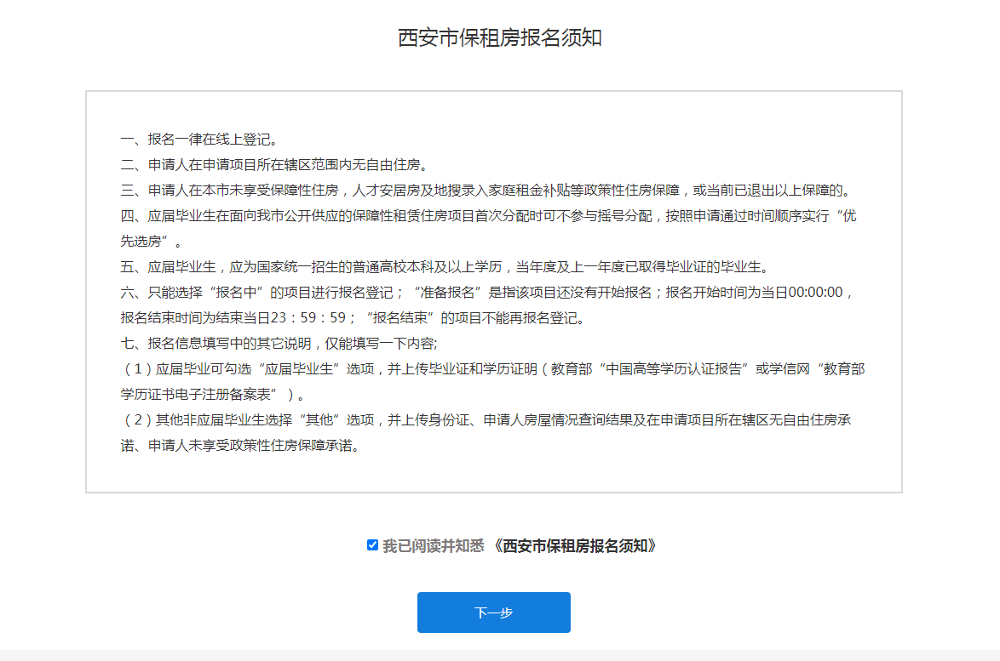 西安市保租房报名须知
一、报名一律在线上登记。
二、申请人在申请项目所在辖区范围内无自由住房。
三、申请人在本市未享受保障性住房，人才安居房及地搜录入家庭租金补贴等政策性住房保障，或当前已退出以上保障的。
四、应届毕业生在面向我市公开供应的保障性租赁住房项目首次分配时可不参与摇号分配，按照申请通过时间顺序实行“优
先选房”。
五、应届毕业生，应为国家统一招生的普通高校本科及以上学历，当年度及上一年度已取得毕业证的毕业生。
六、只能选择“报名中”的项目进行报名登记；“准备报名”是指该项目还没有开始报名；报名开始时间为当日00:00:00，
报名结束时间为结束当日23：59：59；“报名结束”的项目不能再报名登记。
七、报名信息填写中的其它说明，仅能填写一下内容;
（1）应届毕业可勾选“应届毕业生”选项，并上传毕业证和学历证明（教育部“中国高等学历认证报告”或学信网“教育部
学历证书电子注册备案表”）。
（2）其他非应届毕业生选择“其他”选项，并上传身份证、申请人房屋情况查询结果及在申请项目所在辖区无自由住房承
诺、申请人未享受政策性住房保障承诺。
我已阅读并知悉《西安市保租房报名须知》
下一步